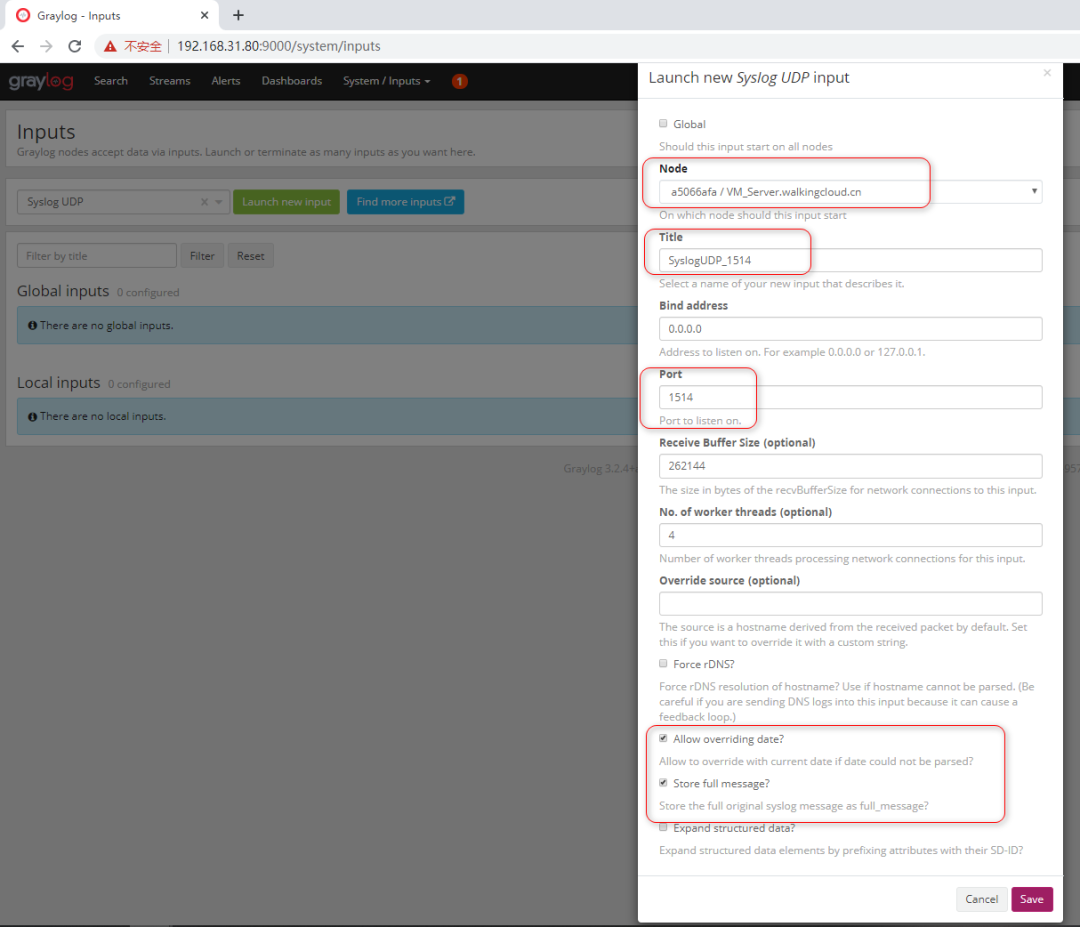 Graylog - Inputs
不安全 192.168.31.80:9000/system/inputs
graylog Search Streams Alerts Dashboards System / Inputs 1
Inputs
Graylog nodes accept data via inputs. Launch or terminate as many inputs as you want here.
Syslog UDP Launch new input Find more inputs
Filter by title Filter Reset
Global inputs 0 configured
There are no global inputs.
Local inputs 0 configured
There are no local inputs.
Graylog 3.2.4+
957
Launch new Syslog UDP input
Global
Should this input start on all nodes
Node
a5066afa / VM_Server.walkingcloud.cn
On which node should this input start
Title
SyslogUDP_1514
Select a name of your new input that describes it.
Bind address
0.0.0.0
Address to listen on. For example 0.0.0.0 or 127.0.0.1.
Port
1514
Port to listen on.
Receive Buffer Size (optional)
262144
The size in bytes of the recvBufferSize for network connections to this input.
No. of worker threads (optional)
4
Number of worker threads processing network connections for this input.
Override source (optional)
The source is a hostname derived from the received packet by default. Set
this if you want to override it with a custom string.
Force rDNS?
Force rDNS resolution of hostname? Use if hostname cannot be parsed. (Be
careful if you are sending DNS logs into this input because it can cause a
feedback loop.)
Allow overriding date?
Allow to override with current date if date could not be parsed?
Store full message?
Store the full original syslog message as full_message?
Expand structured data?
Expand structured data elements by prefixing attributes with their SD-ID?
Cancel Save